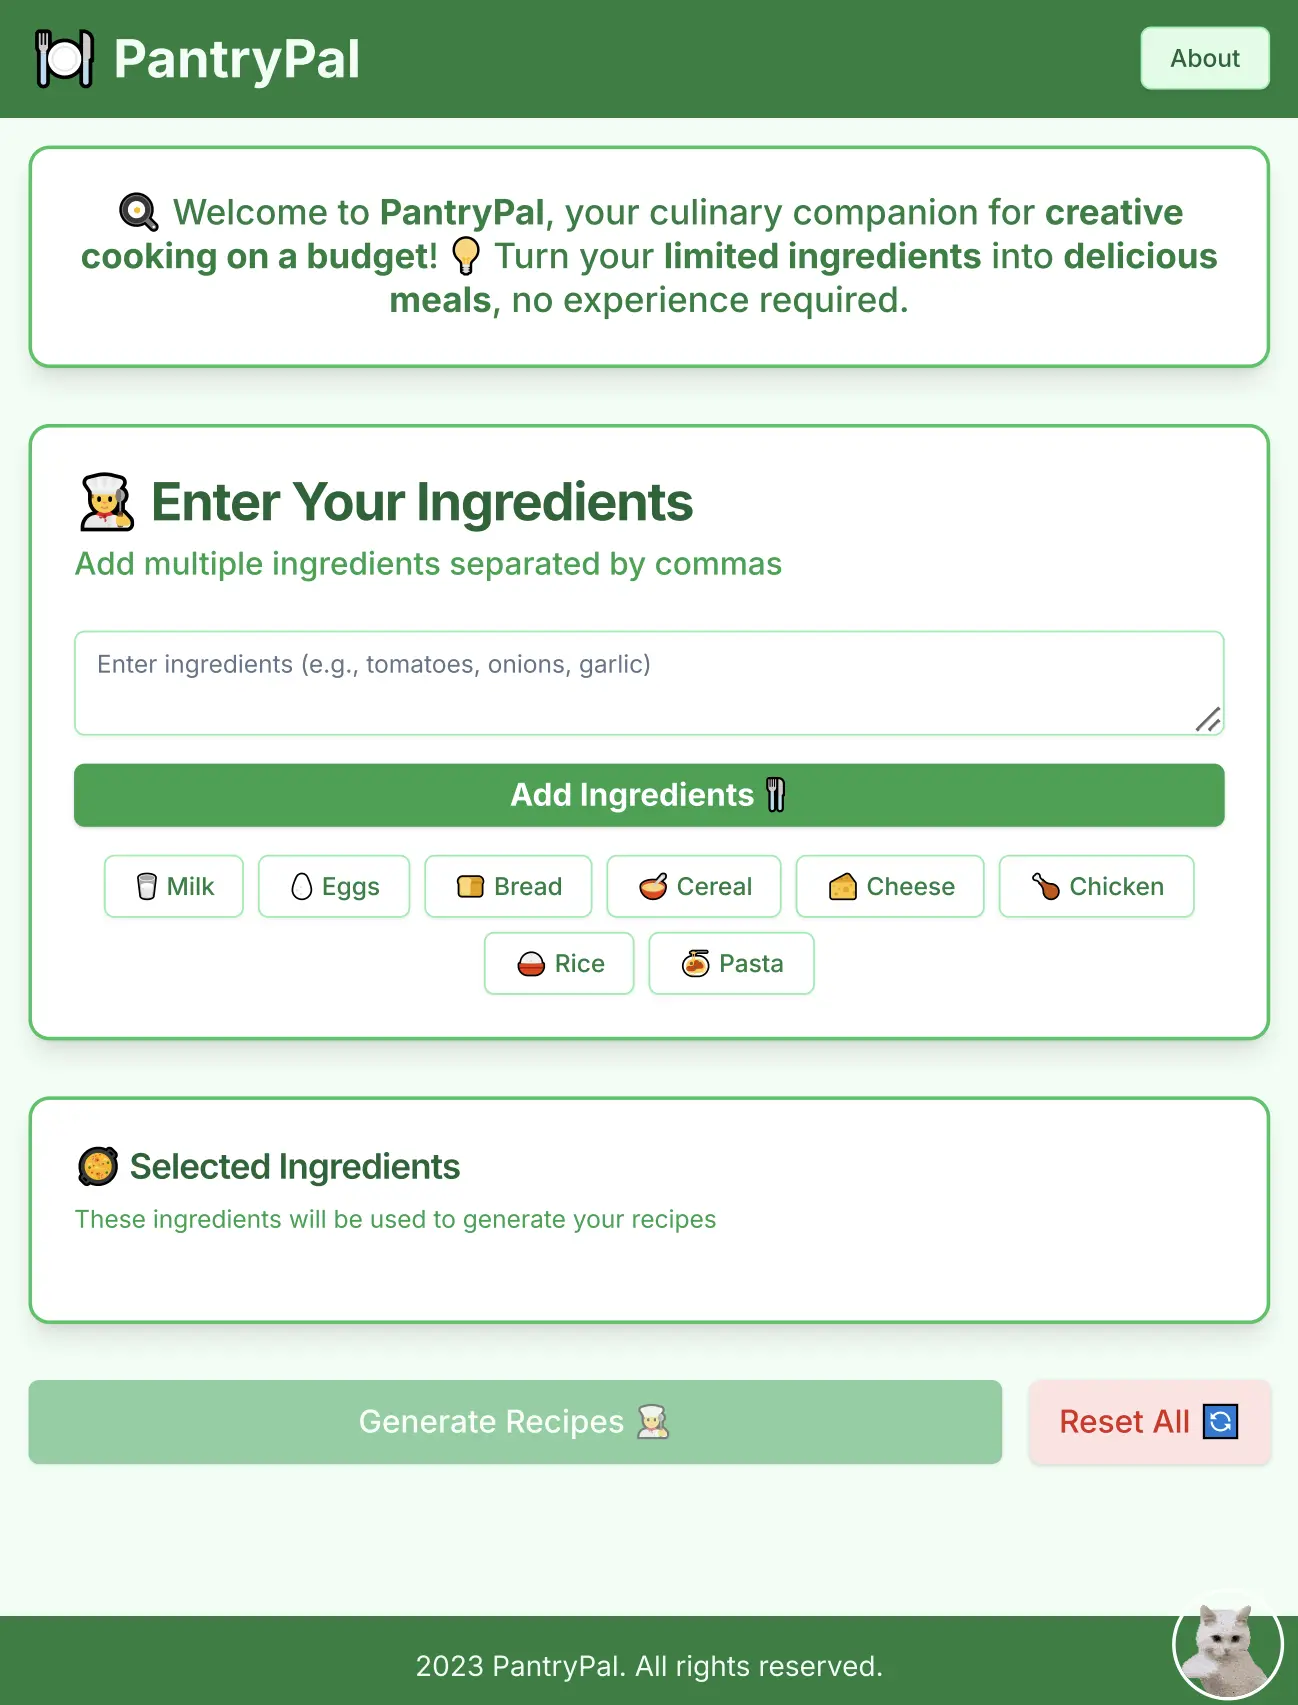 PantryPal
About
Welcome to PantryPal, your culinary companion for creative
cooking on a budget! Turn your limited ingredients into delicious
meals, no experience required.
Enter Your Ingredients
Add multiple ingredients separated by commas
Enter ingredients (e.g., tomatoes, onions, garlic)
Add Ingredients
Milk Eggs Bread Cereal Cheese Chicken
Rice Pasta
Selected Ingredients
These ingredients will be used to generate your recipes
Generate Recipes Reset All
2023 PantryPal. All rights reserved.